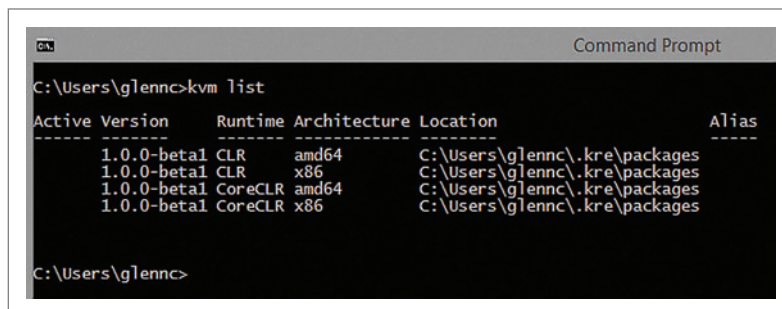 C:\.
Command Prompt
C:\Users\glennc>kvm list
Active Version Runtime Architecture Location Alias
------ ------- ------- ------------ -------- -----
1.0.0-beta1 CLR amd64 C:\Users\glennc\.kre\packages
1.0.0-beta1 CLR x86 C:\Users\glennc\.kre\packages
1.0.0-beta1 CoreCLR amd64 C:\Users\glennc\.kre\packages
1.0.0-beta1 CoreCLR x86 C:\Users\glennc\.kre\packages
C:\Users\glennc>